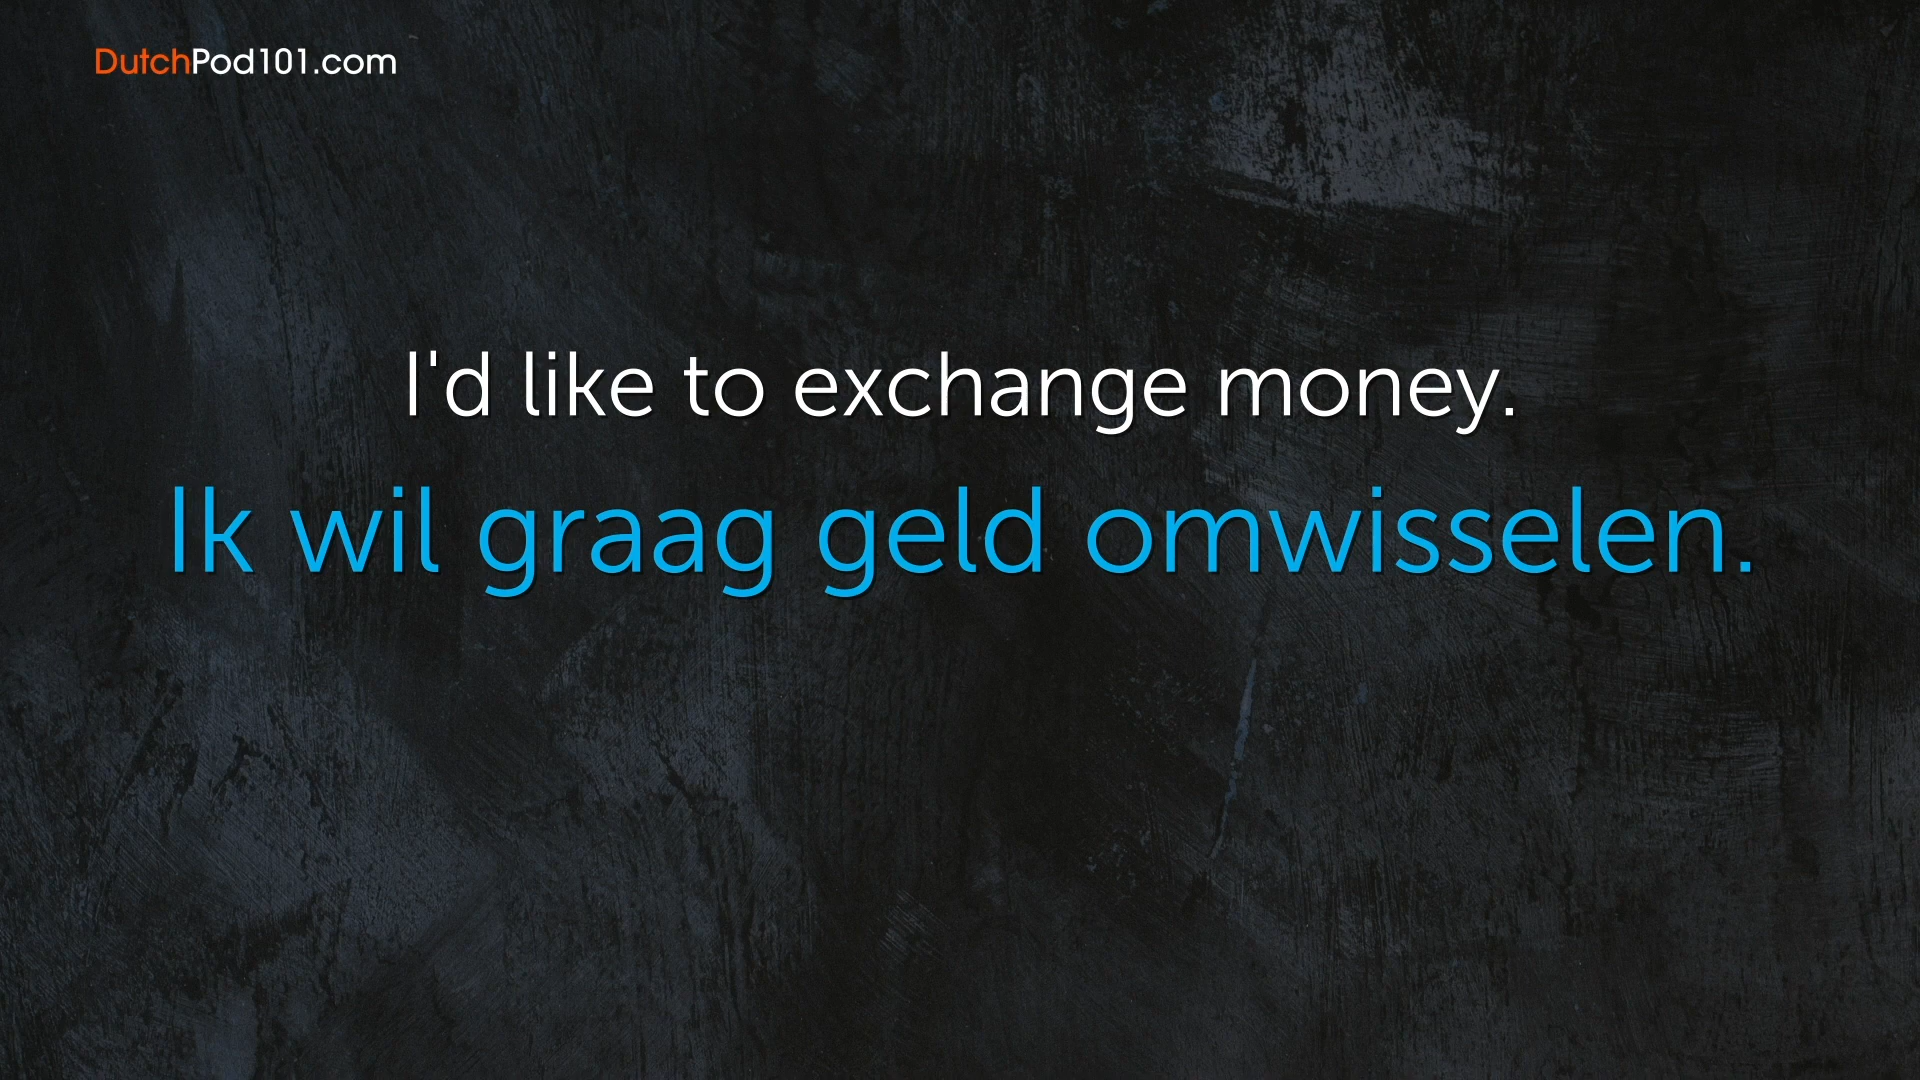 DutchPod101.com
I'd like to exchange money.
Ik wil graag geld omwisselen.